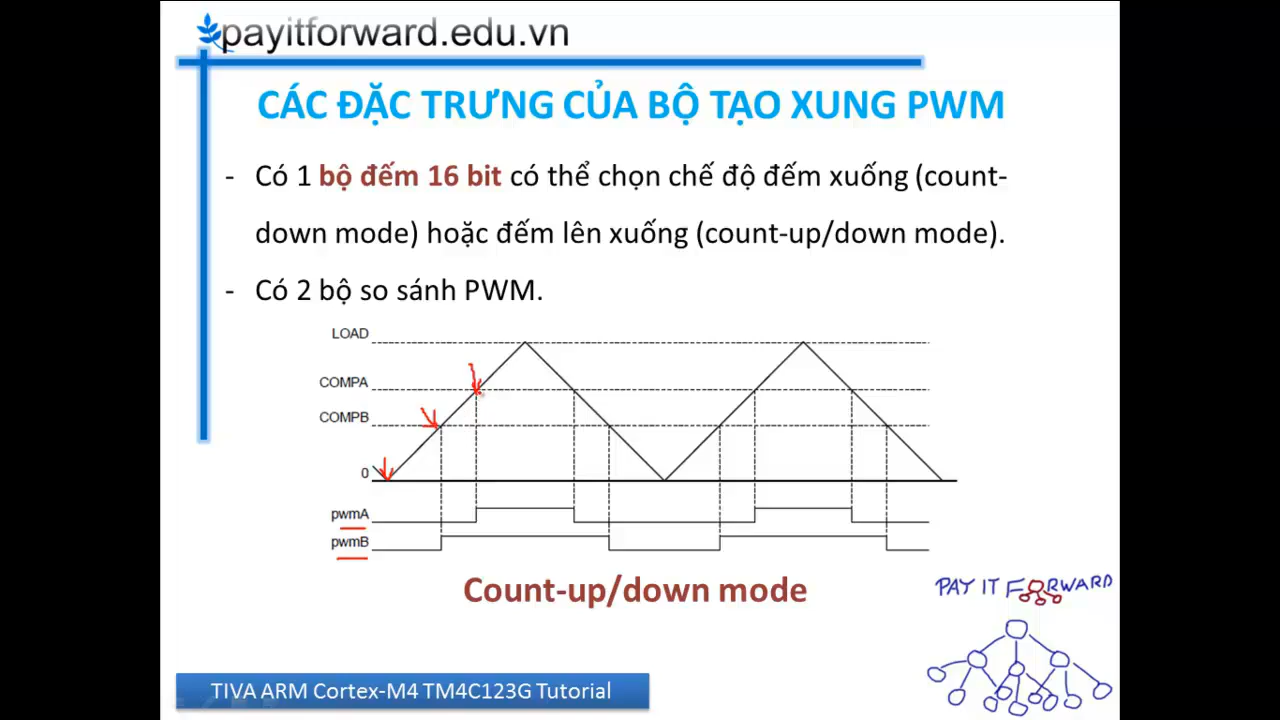 payitforward.edu.vn
CÁC ĐẶC TRƯNG CỦA BỘ TẠO XUNG PWM
- Có 1 bộ đếm 16 bit có thể chọn chế độ đếm xuống (count-
down mode) hoặc đếm lên xuống (count-up/down mode).
- Có 2 bộ so sánh PWM.
LOAD
COMPA
COMPB
0
pwmA
pwmB
Count-up/down mode
PAY IT FORWARD
TIVA ARM Cortex-M4 TM4C123G Tutorial